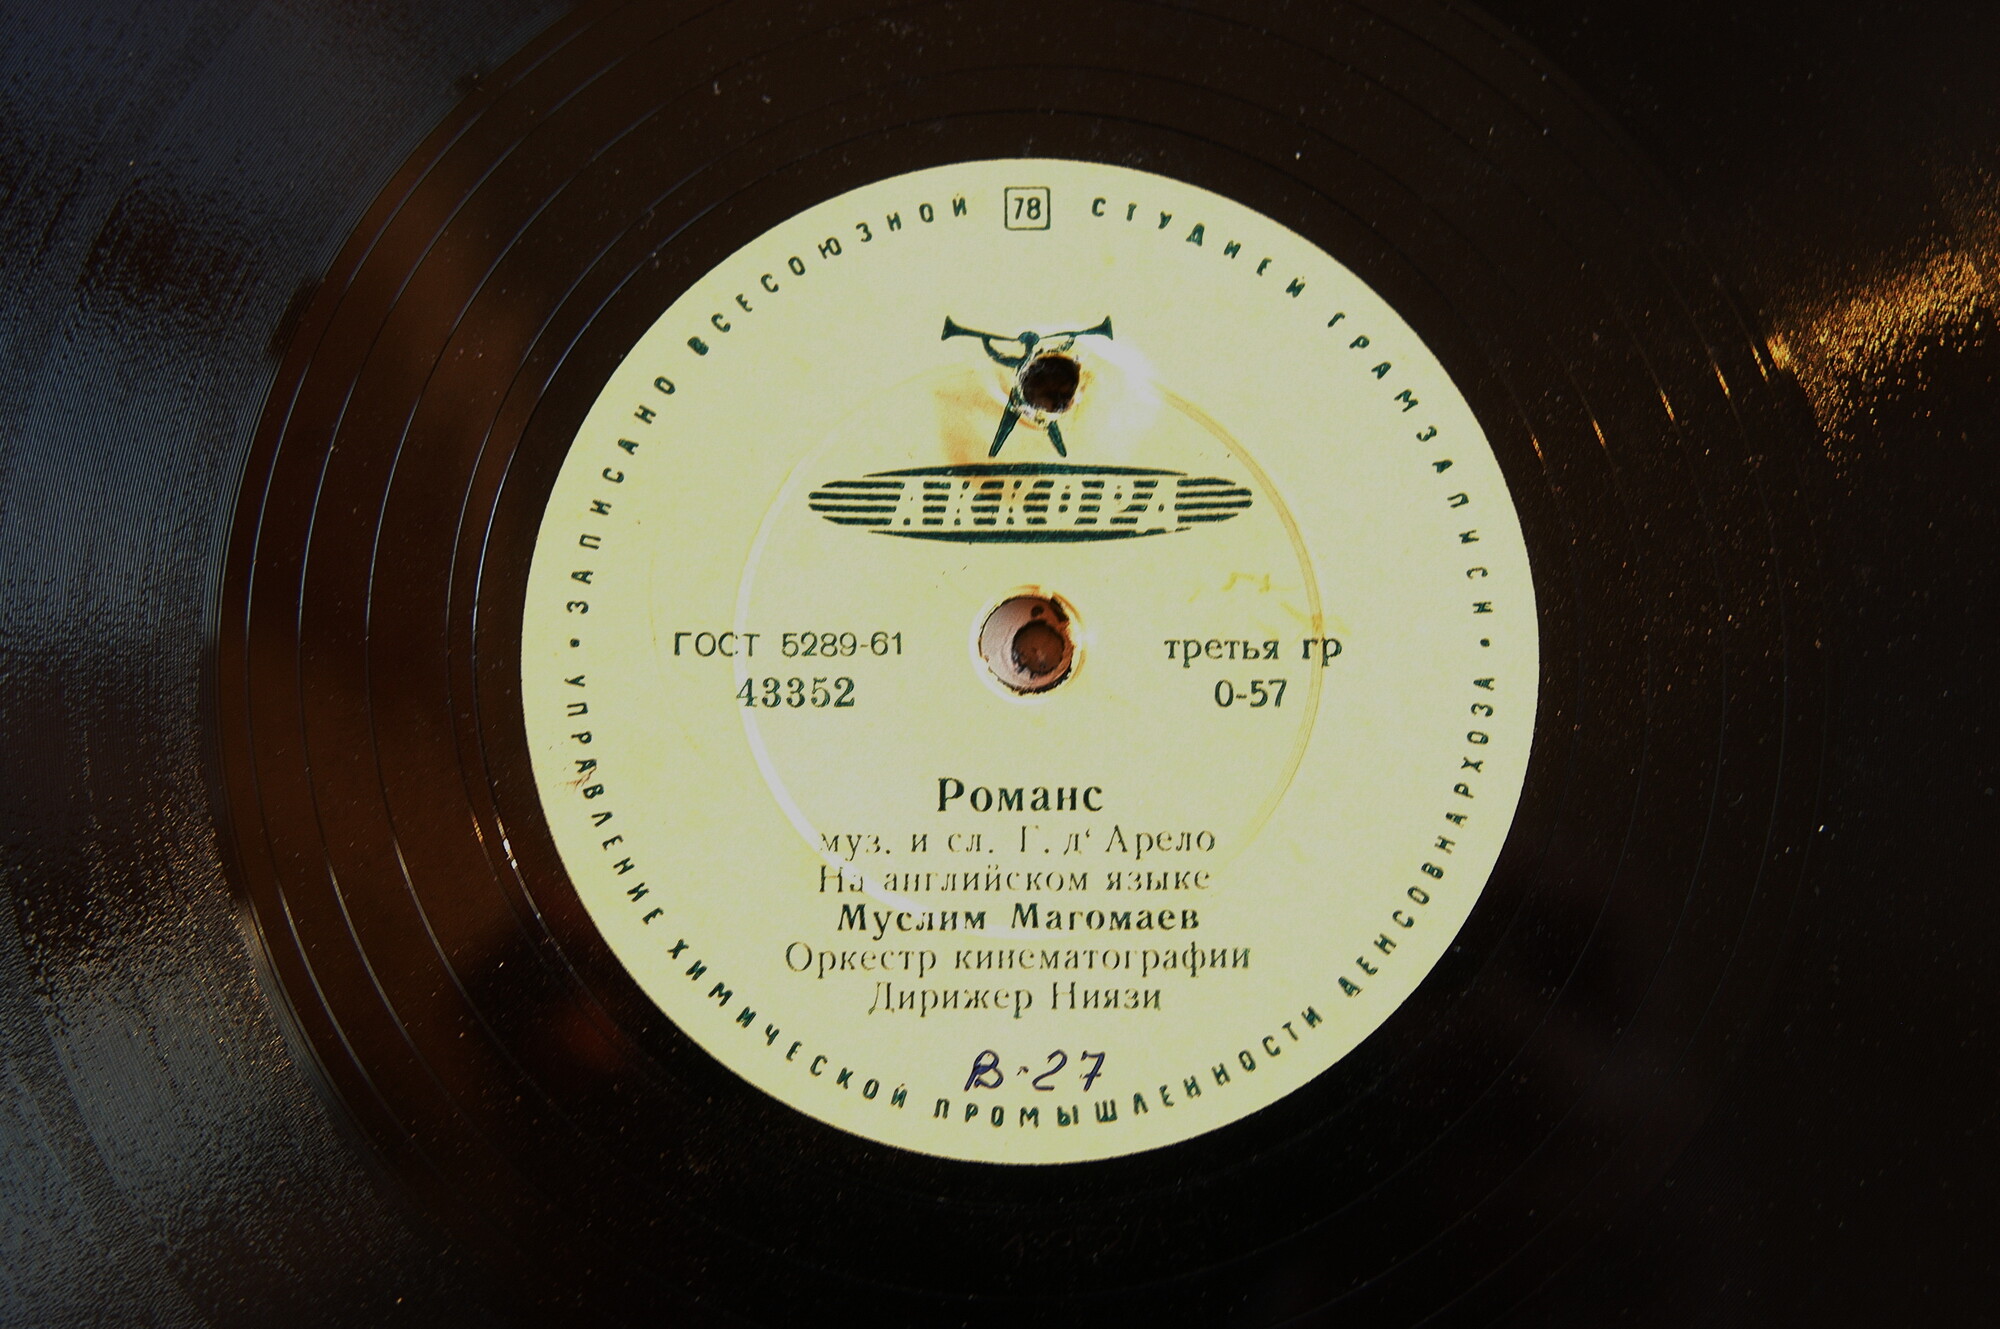 ЗАПИСАНО ВСЕСОЮЗНОЙ 78 СТУДИЕЙ ГРАМЗАПИСИ
АККОРД
ГОСТ 5289-61
43352
третья гр
0-57
Романс
муз. и сл. Г. д‘ Арело
На английском языке
Муслим Магомаев
Оркестр кинематографии
Дирижер Ниязи
В-27
УПРАВЛЕНИЕ ХИМИЧЕСКОЙ ПРОМЫШЛЕННОСТИ ЛЕНСОВНАРХОЗА